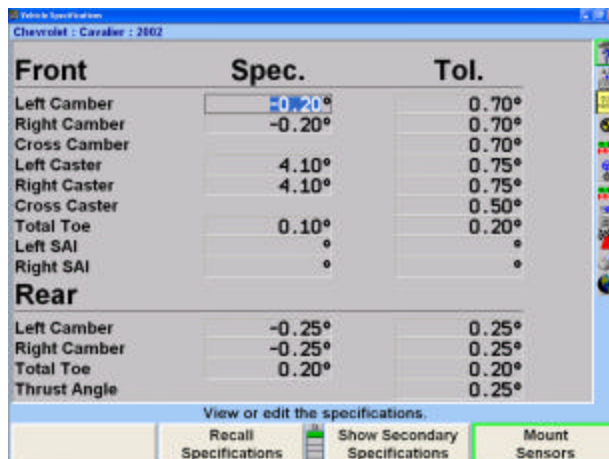 Vehicle Specifications
Chevrolet : Cavalier : 2002
Front Spec. Tol.
Left Camber -0.20° 0.70°
Right Camber -0.20° 0.70°
Cross Camber 0.70°
Left Caster 4.10° 0.75°
Right Caster 4.10° 0.75°
Cross Caster 0.50°
Total Toe 0.10° 0.20°
Left SAI ° °
Right SAI ° °
Rear
Left Camber -0.25° 0.25°
Right Camber -0.25° 0.25°
Total Toe 0.20° 0.20°
Thrust Angle 0.25°
View or edit the specifications.
Recall Specifications
Show Secondary Specifications
Mount Sensors